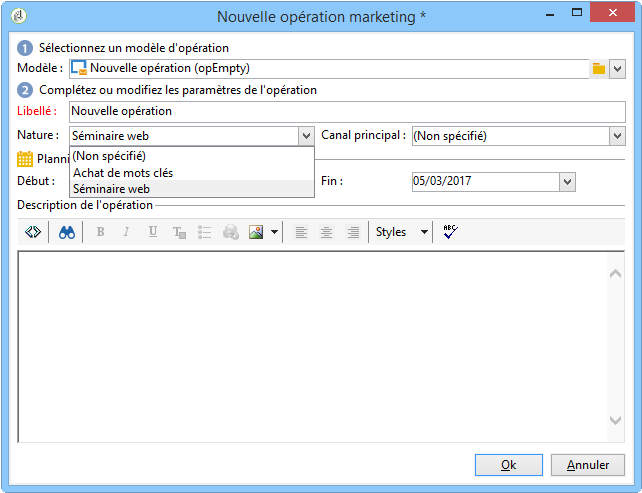 Nouvelle opération marketing *
1 Sélectionnez un modèle d'opération
Modèle : Nouvelle opération (opEmpty)
2 Complétez ou modifiez les paramètres de l'opération
Libellé : Nouvelle opération
Nature : Séminaire web Canal principal : (Non spécifié)
(Non spécifié)
Planni
Achat de mots clés
Début : Fin : 05/03/2017
Séminaire web
Description de l'opération
B I U T Styles ABC
Ok Annuler